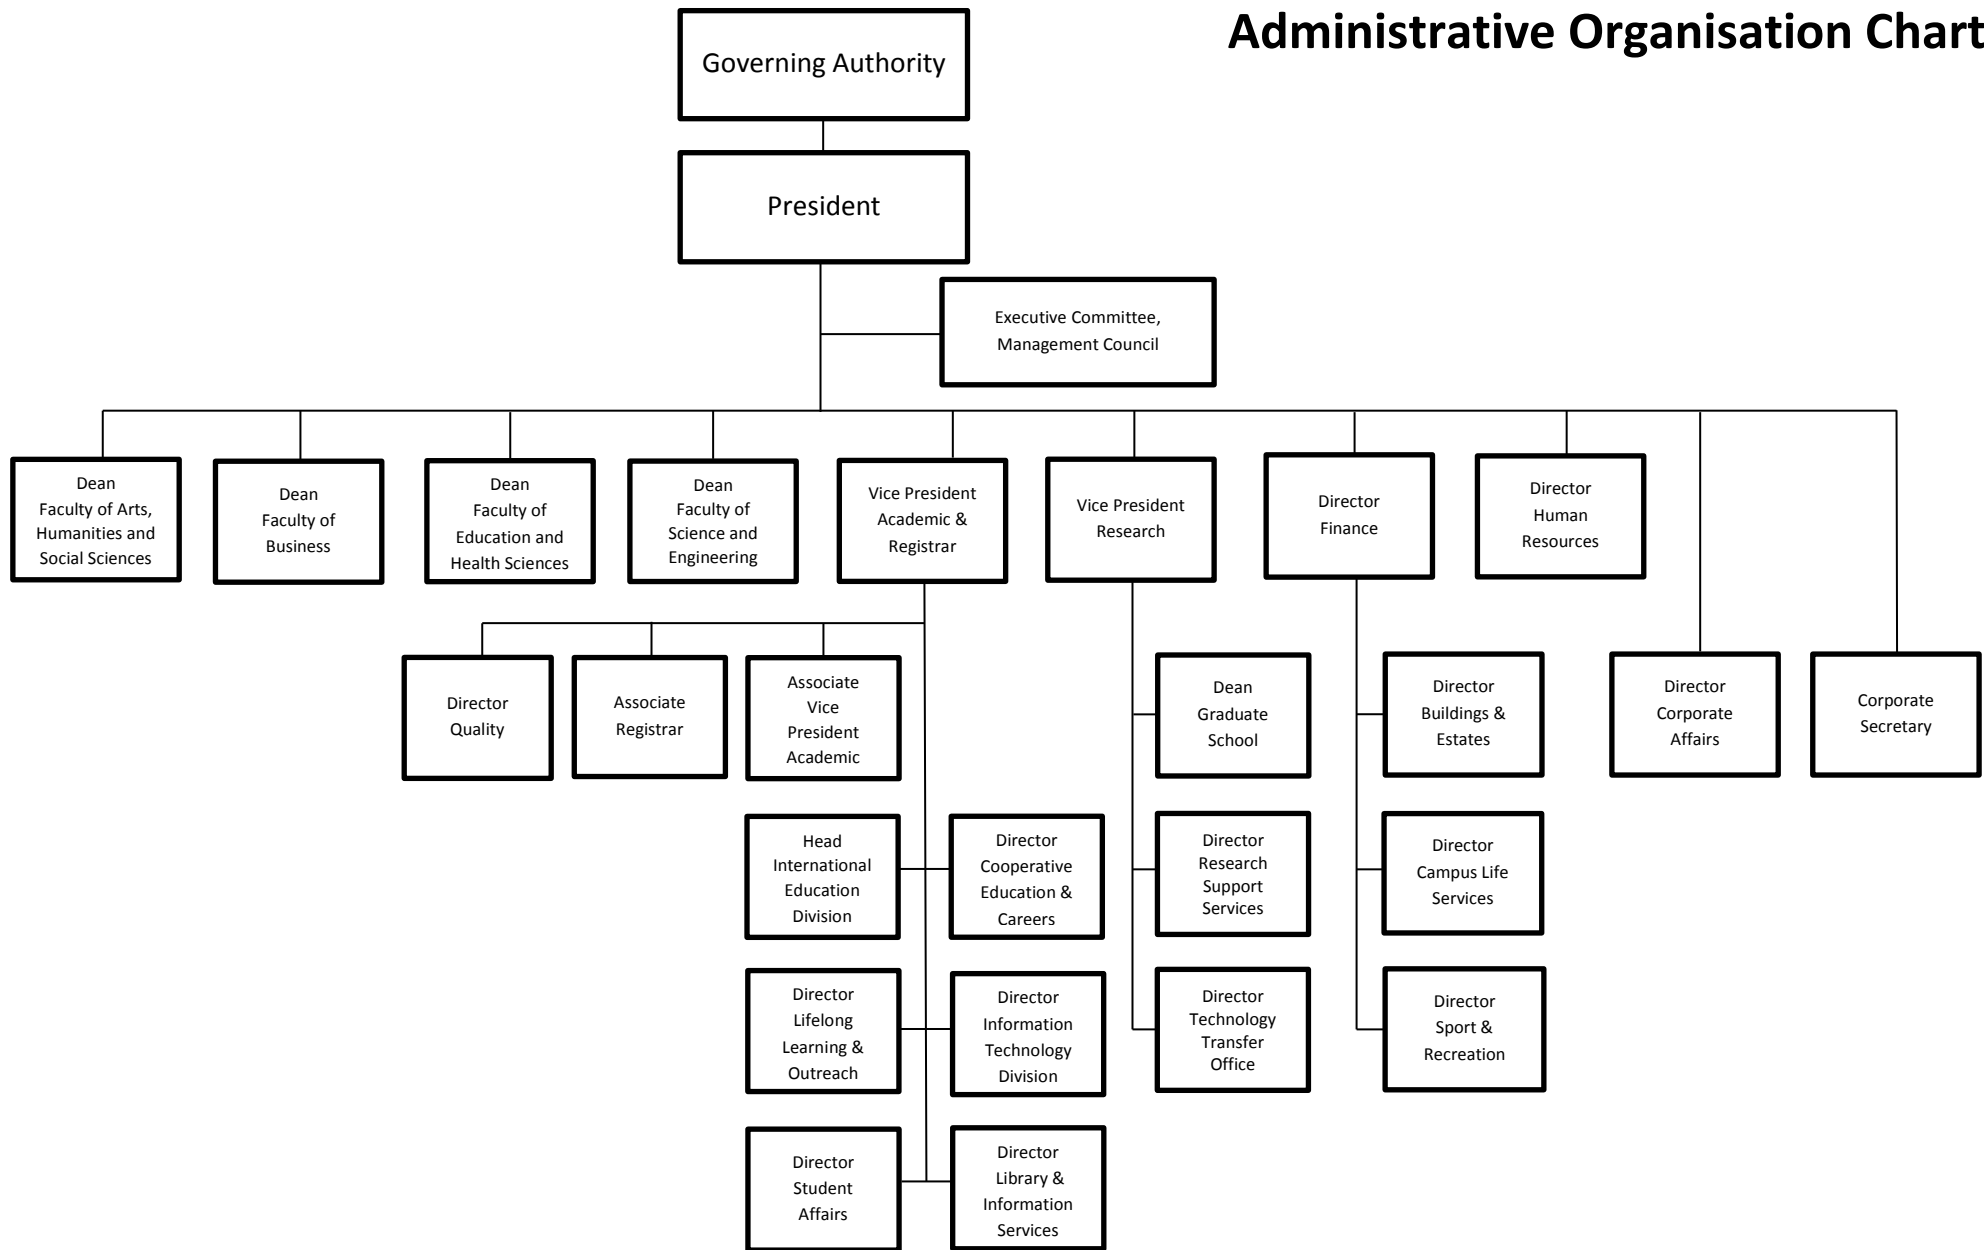 Administrative Organisation Chart
Governing Authority
President
Executive Committee,
Management Council
Dean
Faculty of Arts,
Humanities and
Social Sciences
Dean
Faculty of
Business
Dean
Faculty of
Education and
Health Sciences
Dean
Faculty of
Science and
Engineering
Vice President
Academic &
Registrar
Vice President
Research
Director
Finance
Director
Human
Resources
Director
Quality
Associate
Registrar
Associate
Vice
President
Academic
Dean
Graduate
School
Director
Buildings &
Estates
Director
Corporate
Affairs
Corporate
Secretary
Head
International
Education
Division
Director
Cooperative
Education &
Careers
Director
Research
Support
Services
Director
Campus Life
Services
Director
Lifelong
Learning &
Outreach
Director
Information
Technology
Division
Director
Technology
Transfer
Office
Director
Sport &
Recreation
Director
Student
Affairs
Director
Library &
Information
Services